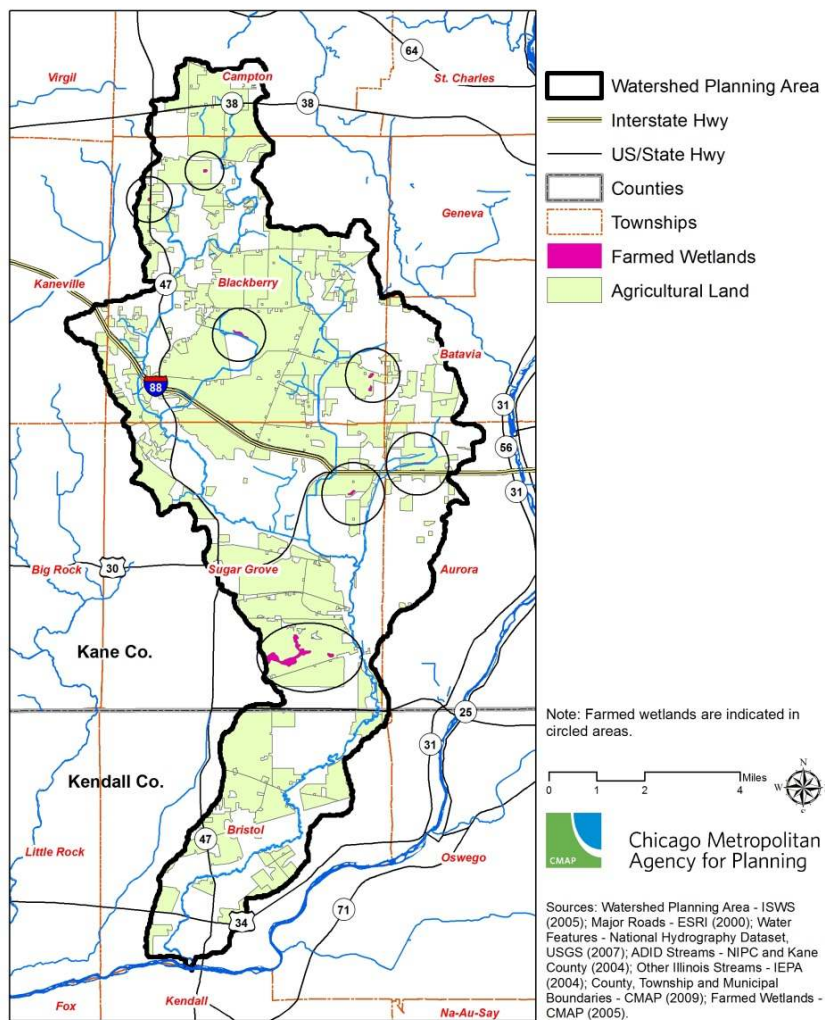 64
Virgil
Campton
St. Charles
38
38
Geneva
Kaneville
47
Blackberry
Batavia
88
31
56
31
Big Rock
30
Sugar Grove
Aurora
Kane Co.
25
31
Kendall Co.
47
Bristol
Little Rock
Oswego
34
71
Fox
Kendall
Na-Au-Say
Watershed Planning Area
Interstate Hwy
US/State Hwy
Counties
Townships
Farmed Wetlands
Agricultural Land
Note: Farmed wetlands are indicated in
circled areas.
0 1 2 4 Miles
N
W E
S
CMAP
Chicago Metropolitan
Agency for Planning
Sources: Watershed Planning Area - ISWS
(2005); Major Roads - ESRI (2000); Water
Features - National Hydrography Dataset,
USGS (2007); ADID Streams - NIPC and Kane
County (2004); Other Illinois Streams - IEPA
(2004); County, Township and Municipal
Boundaries - CMAP (2009); Farmed Wetlands -
CMAP (2005).